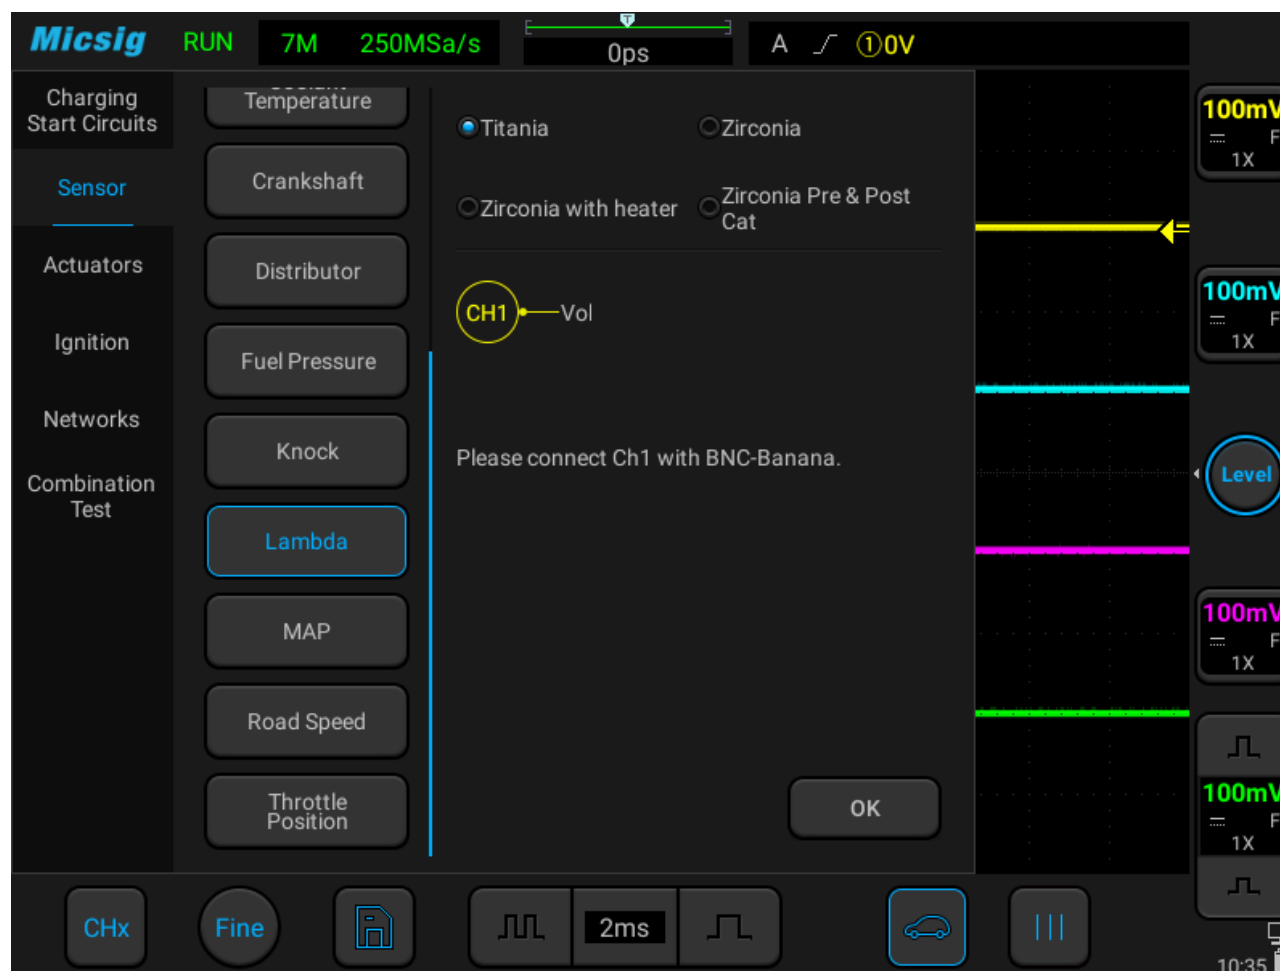 Micsig RUN 7M 250MSa/s T 0ps A 1 0V
Charging
Start Circuits
Sensor
Actuators
Ignition
Networks
Combination
Test
Temperature
Crankshaft
Distributor
Fuel Pressure
Knock
Lambda
MAP
Road Speed
Throttle
Position
Titania Zirconia
Zirconia with heater Zirconia Pre & Post
Cat
CH1 Vol
Please connect Ch1 with BNC-Banana.
OK
100mV
F
1X
100mV
F
1X
Level
100mV
F
1X
100mV
F
1X
CHx Fine 2ms
10:35